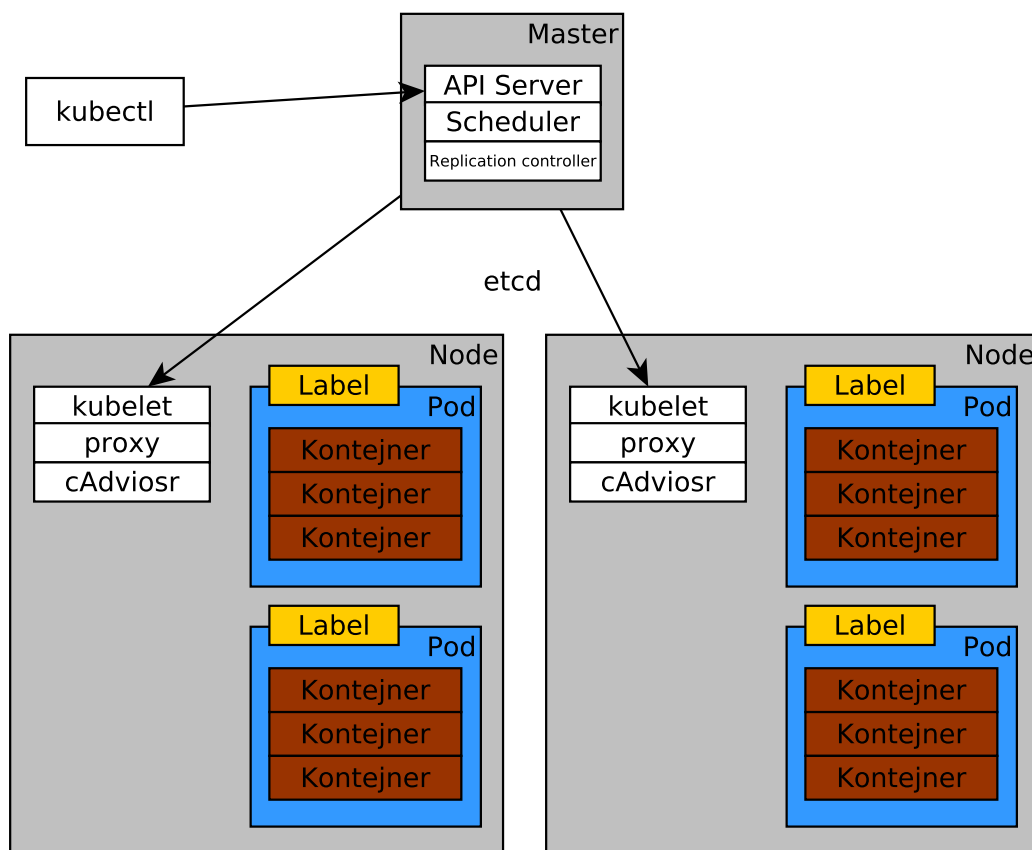 Master
kubectl
API Server
Scheduler
Replication controller
etcd
Node
kubelet
proxy
cAdviosr
Label
Pod
Kontejner
Kontejner
Kontejner
Label
Pod
Kontejner
Kontejner
Kontejner
Node
kubelet
proxy
cAdviosr
Label
Pod
Kontejner
Kontejner
Kontejner
Label
Pod
Kontejner
Kontejner
Kontejner